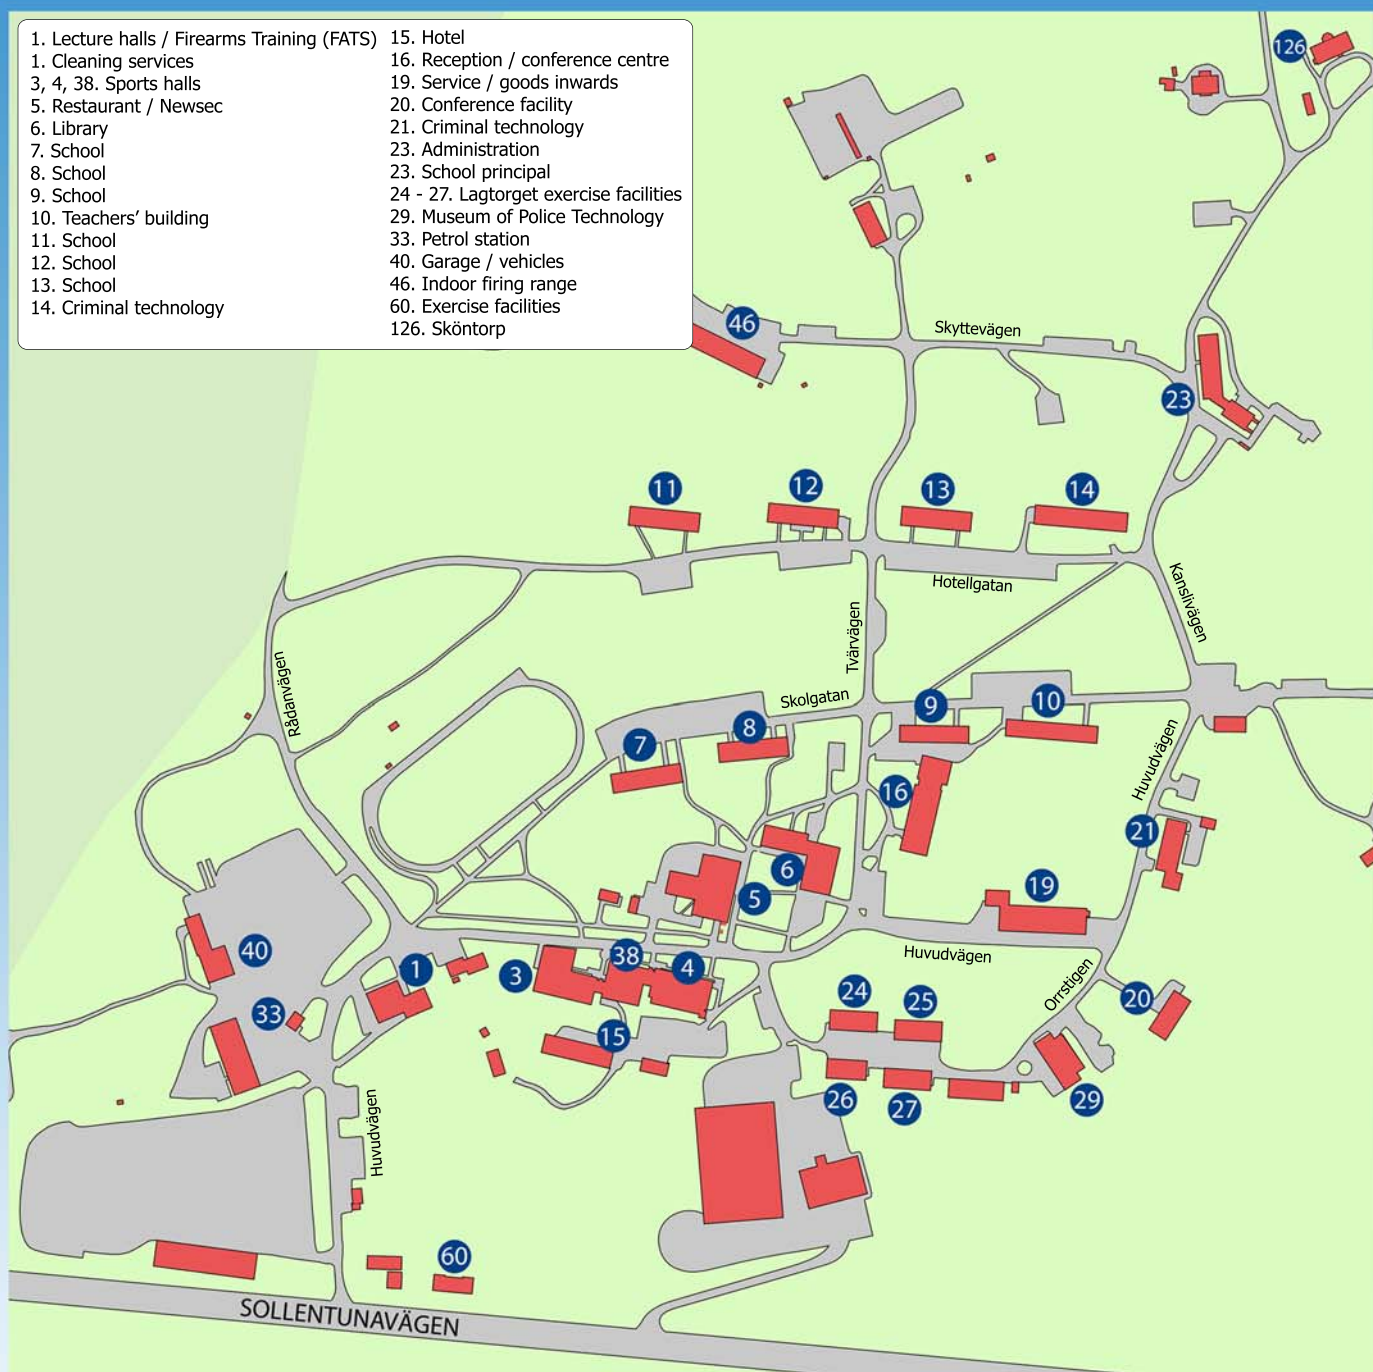 1. Lecture halls / Firearms Training (FATS)
1. Cleaning services
3, 4, 38. Sports halls
5. Restaurant / Newsec
6. Library
7. School
8. School
9. School
10. Teachers’ building
11. School
12. School
13. School
14. Criminal technology
15. Hotel
16. Reception / conference centre
19. Service / goods inwards
20. Conference facility
21. Criminal technology
23. Administration
23. School principal
24 - 27. Lagtorget exercise facilities
29. Museum of Police Technology
33. Petrol station
40. Garage / vehicles
46. Indoor firing range
60. Exercise facilities
126. Sköntorp
126
46
Skyttevägen
23
11
12
13
14
Hotellgatan
Kanslivägen
Tvärvägen
Rådanvägen
Skolgatan
9
10
7
8
Huvudvägen
16
21
6
5
19
40
1
3
38
4
Huvudvägen
Orrstigen
20
33
15
24
25
26
27
29
Huvudvägen
60
SOLLENTUNAVÄGEN